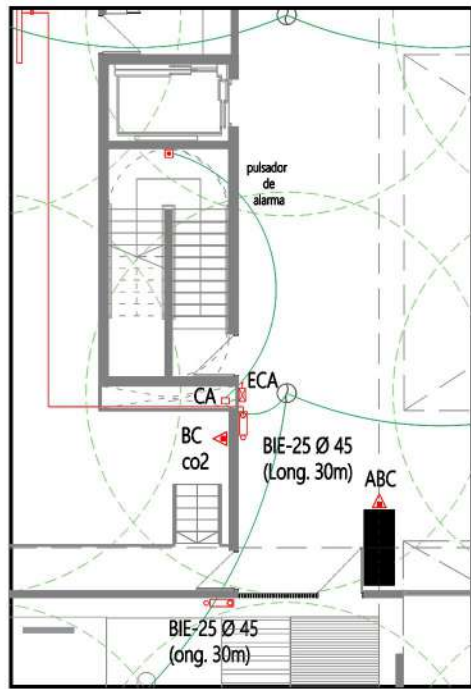 pulsador
de
alarma
ECA
CA
BC
co2
BIE-25 Ø 45
(Long. 30m)
ABC
BIE-25 Ø 45
(ong. 30m)